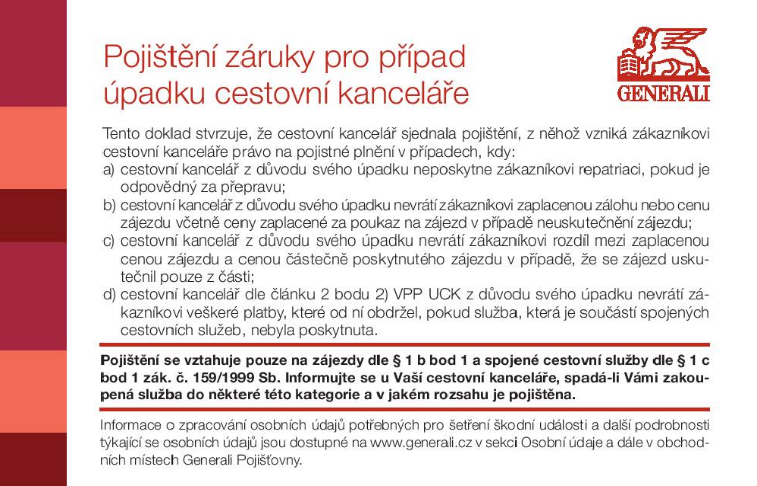 Pojištění záruky pro případ
úpadku cestovní kanceláře
GENERALI
Tento doklad stvrzuje, že cestovní kancelář sjednala pojištění, z něhož vzniká zákazníkovi
cestovní kanceláře právo na pojistné plnění v případech, kdy:
a) cestovní kancelář z důvodu svého úpadku neposkytne zákazníkovi repatriaci, pokud je
odpovědný za přepravu;
b) cestovní kancelář z důvodu svého úpadku nevrátí zákazníkovi zaplacenou zálohu nebo cenu
zájezdu včetně ceny zaplacené za poukaz na zájezd v případě neuskutečnění zájezdu;
c) cestovní kancelář z důvodu svého úpadku nevrátí zákazníkovi rozdíl mezi zaplacenou
cenou zájezdu a cenou částečně poskytnutého zájezdu v případě, že se zájezd usku-
tečnil pouze z části;
d) cestovní kancelář dle článku 2 bodu 2) VPP UCK z důvodu svého úpadku nevrátí zá-
kazníkovi veškeré platby, které od ní obdržel, pokud služba, která je součástí spojených
cestovních služeb, nebyla poskytnuta.
Pojištění se vztahuje pouze na zájezdy dle § 1 b bod 1 a spojené cestovní služby dle § 1 c
bod 1 zák. č. 159/1999 Sb. Informujte se u Vaší cestovní kanceláře, spadá-li Vámi zakou-
pená služba do některé této kategorie a v jakém rozsahu je pojištěna.
Informace o zpracování osobních údajů potřebných pro šetření škodní události a další podrobnosti
týkající se osobních údajů jsou dostupné na www.generali.cz v sekci Osobní údaje a dále v obchod-
ních místech Generali Pojišťovny.